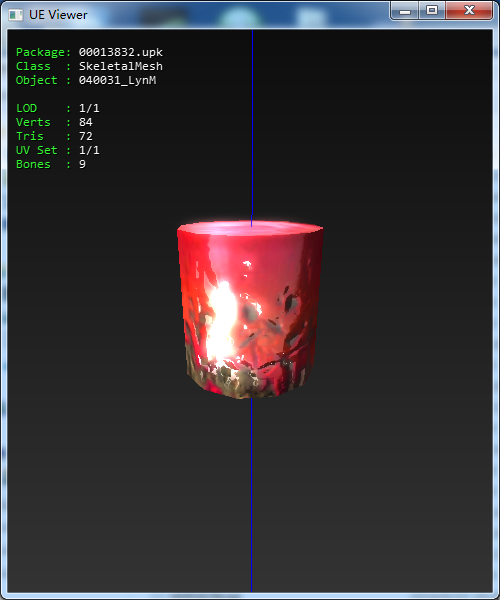 UE Viewer
Package: 00013832.upk
Class : SkeletalMesh
Object : 040031_LynM
LOD : 1/1
Verts : 84
Tris : 72
UV Set : 1/1
Bones : 9